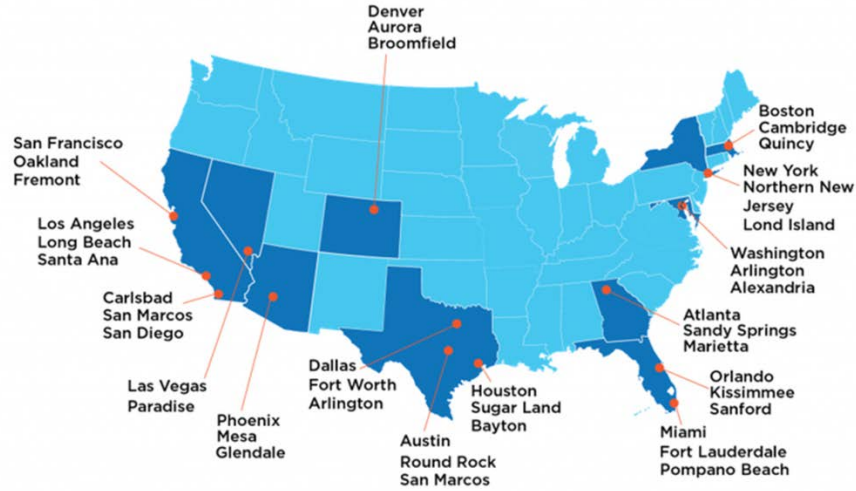 Denver
Aurora
Broomfield
San Francisco
Oakland
Fremont
Los Angeles
Long Beach
Santa Ana
Carlsbad
San Marcos
San Diego
Las Vegas
Paradise
Phoenix
Mesa
Glendale
Dallas
Fort Worth
Arlington
Austin
Round Rock
San Marcos
Houston
Sugar Land
Bayton
Boston
Cambridge
Quincy
New York
Northern New
Jersey
Lond Island
Washington
Arlington
Alexandria
Atlanta
Sandy Springs
Marietta
Orlando
Kissimmee
Sanford
Miami
Fort Lauderdale
Pompano Beach